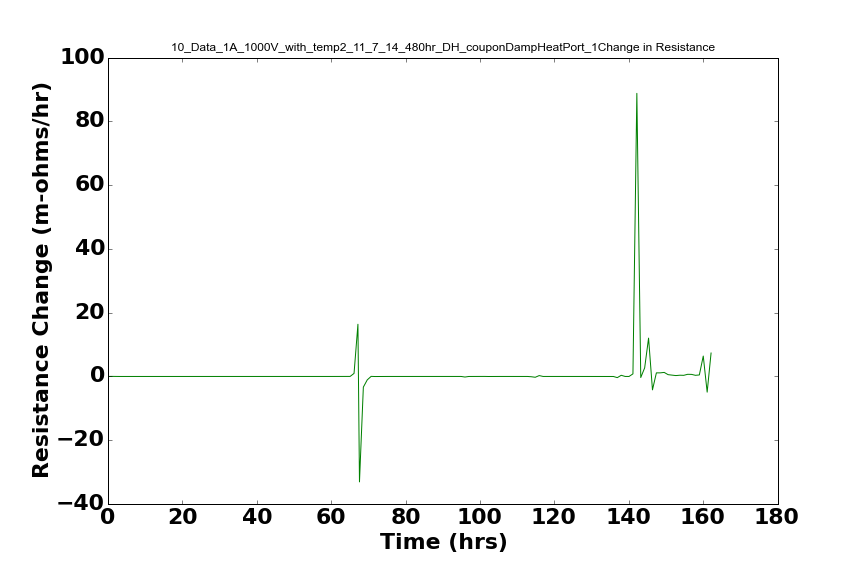 10_Data_1A_1000V_with_temp2_11_7_14_480hr_DH_couponDampHeatPort_1Change in Resistance
100
80
60
40
20
0
−20
−40
Resistance Change (m-ohms/hr)
0 20 40 60 80 100 120 140 160 180
Time (hrs)